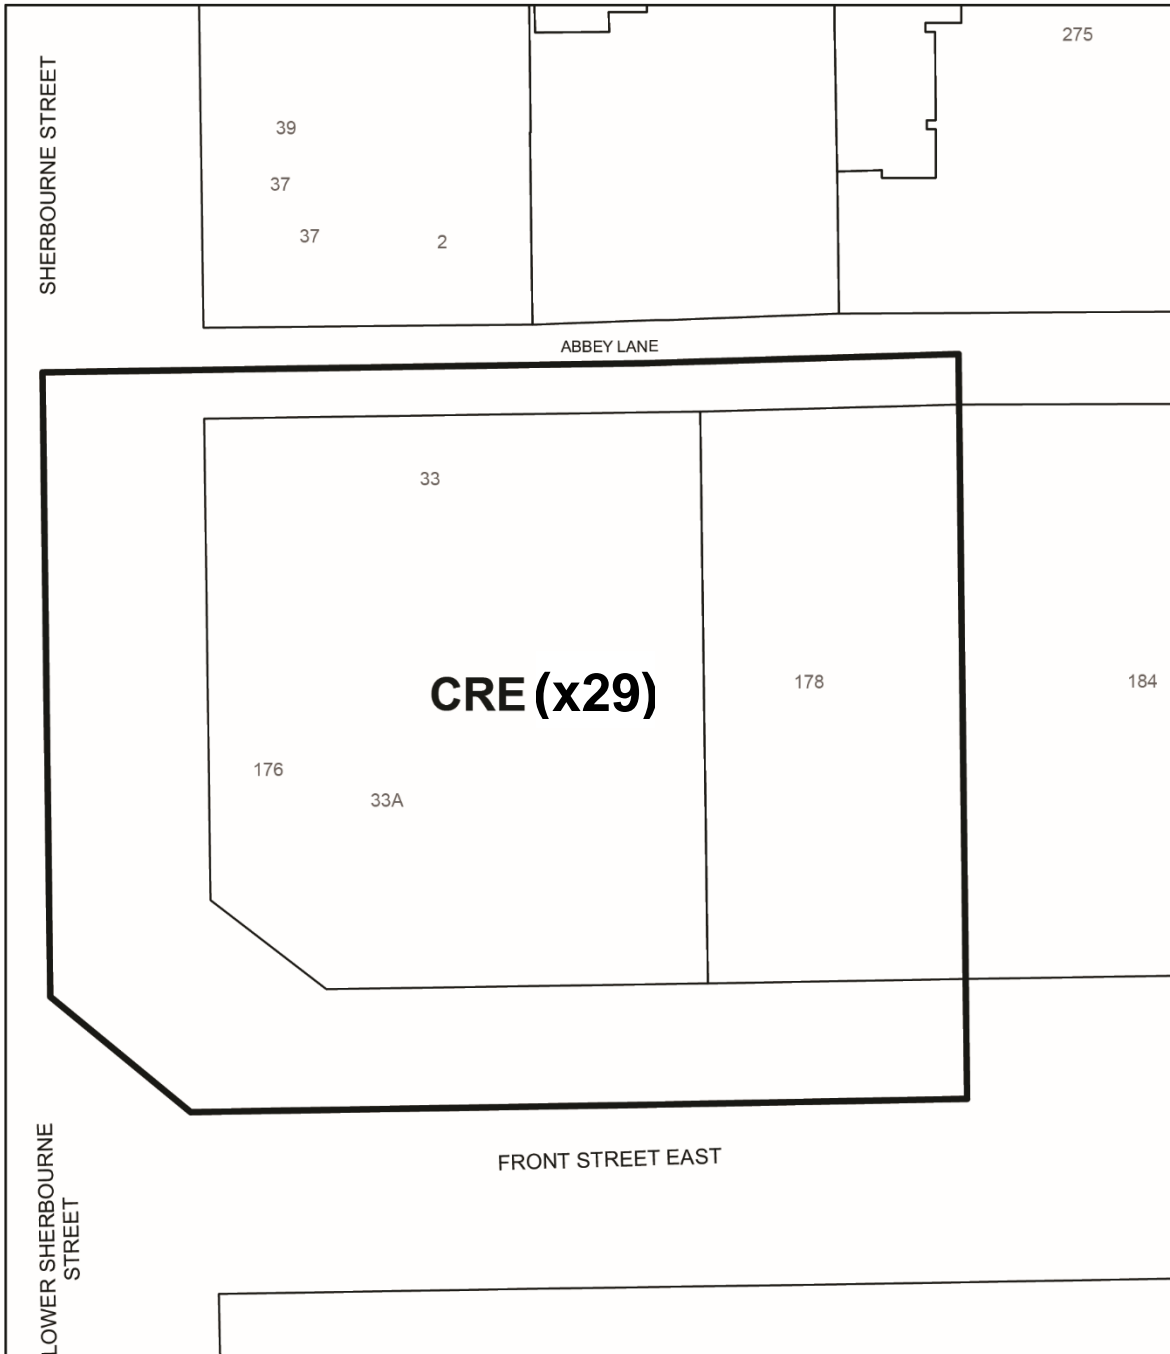 275
SHERBOURNE STREET
39
37
37
2
ABBEY LANE
33
CRE (x29)
178
184
176
33A
FRONT STREET EAST
LOWER SHERBOURNE
STREET